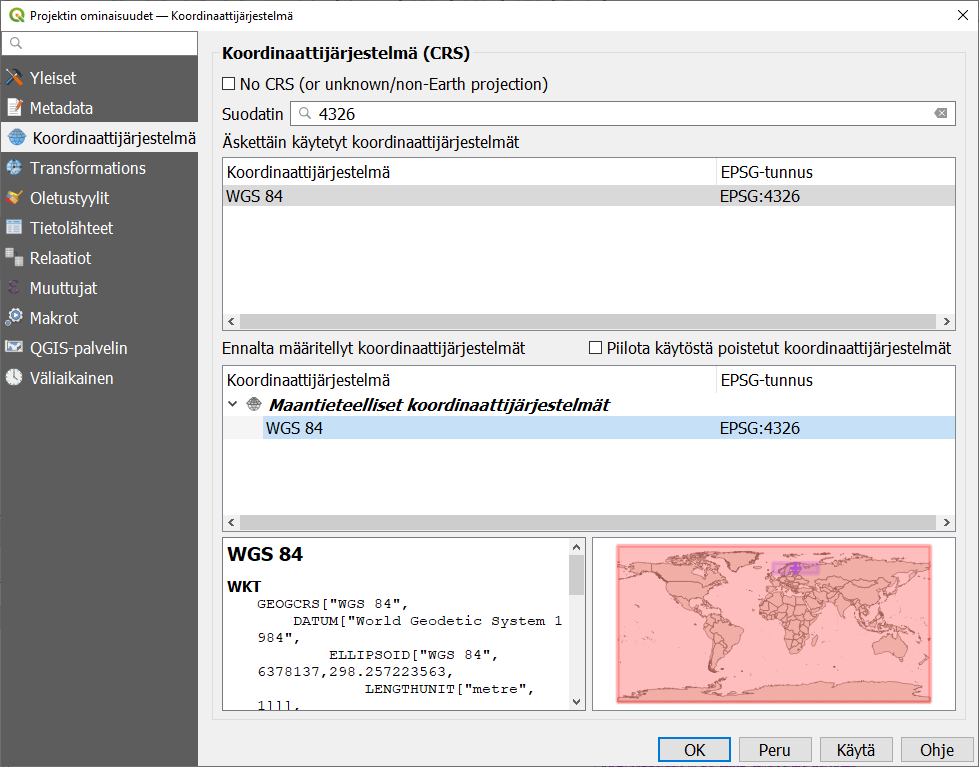 Projektin ominaisuudet — Koordinaattijärjestelmä
Yleiset
Metadata
Koordinaattijärjestelmä
Transformations
Oletustyylit
Tietolähteet
Relaatiot
Muuttujat
Makrot
QGIS-palvelin
Väliaikainen
Koordinaattijärjestelmä (CRS)
No CRS (or unknown/non-Earth projection)
Suodatin 4326
Äskettäin käytetyt koordinaattijärjestelmät
Koordinaattijärjestelmä EPSG-tunnus
WGS 84 EPSG:4326
Ennalta määritellyt koordinaattijärjestelmät Piilota käytöstä poistetut koordinaattijärjestelmät
Koordinaattijärjestelmä EPSG-tunnus
Maantieteelliset koordinaattijärjestelmät
WGS 84 EPSG:4326
WGS 84
WKT
GEOGCRS["WGS 84",
DATUM["World Geodetic System 1
984",
ELLIPSOID["WGS 84",
6378137,298.257223563,
LENGTHUNIT["metre",
1]]],
OK Peru Käytä Ohje